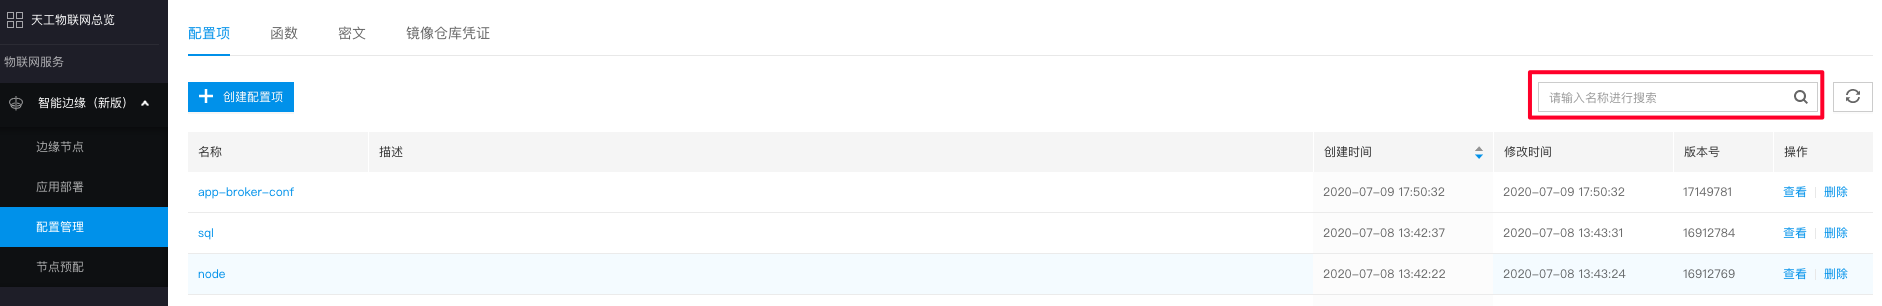 天工物联网总览
物联网服务
智能边缘（新版）
边缘节点
应用部署
配置管理
节点预配
配置项 函数 密文 镜像仓库凭证
创建配置项
请输入名称进行搜索
名称 描述 创建时间 修改时间 版本号 操作
app-broker-conf 2020-07-09 17:50:32 2020-07-09 17:50:32 17149781 查看 删除
sql 2020-07-08 13:42:37 2020-07-08 13:43:31 16912784 查看 删除
node 2020-07-08 13:42:22 2020-07-08 13:43:24 16912769 查看 删除